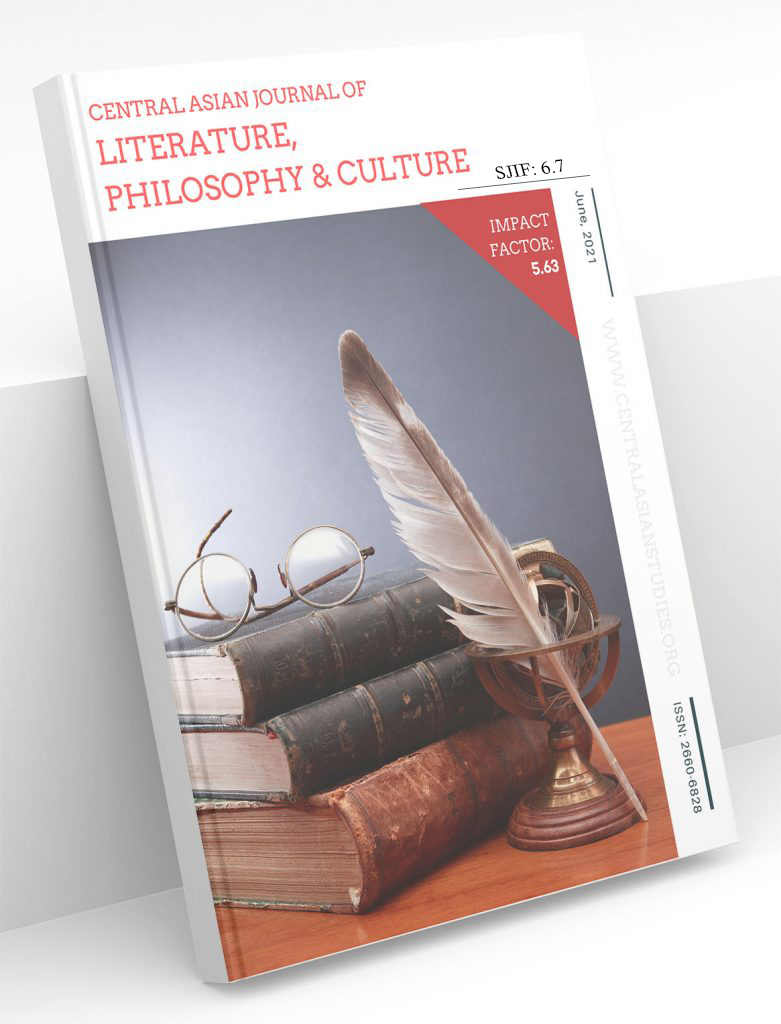 CENTRAL ASIAN JOURNAL OF
LITERATURE,
PHILOSOPHY & CULTURE
SJIF: 6.7
IMPACT
FACTOR:
5.63
June, 2021
WWW.CENTRALASIANSTUDIES.ORG
ISSN: 2660-6828